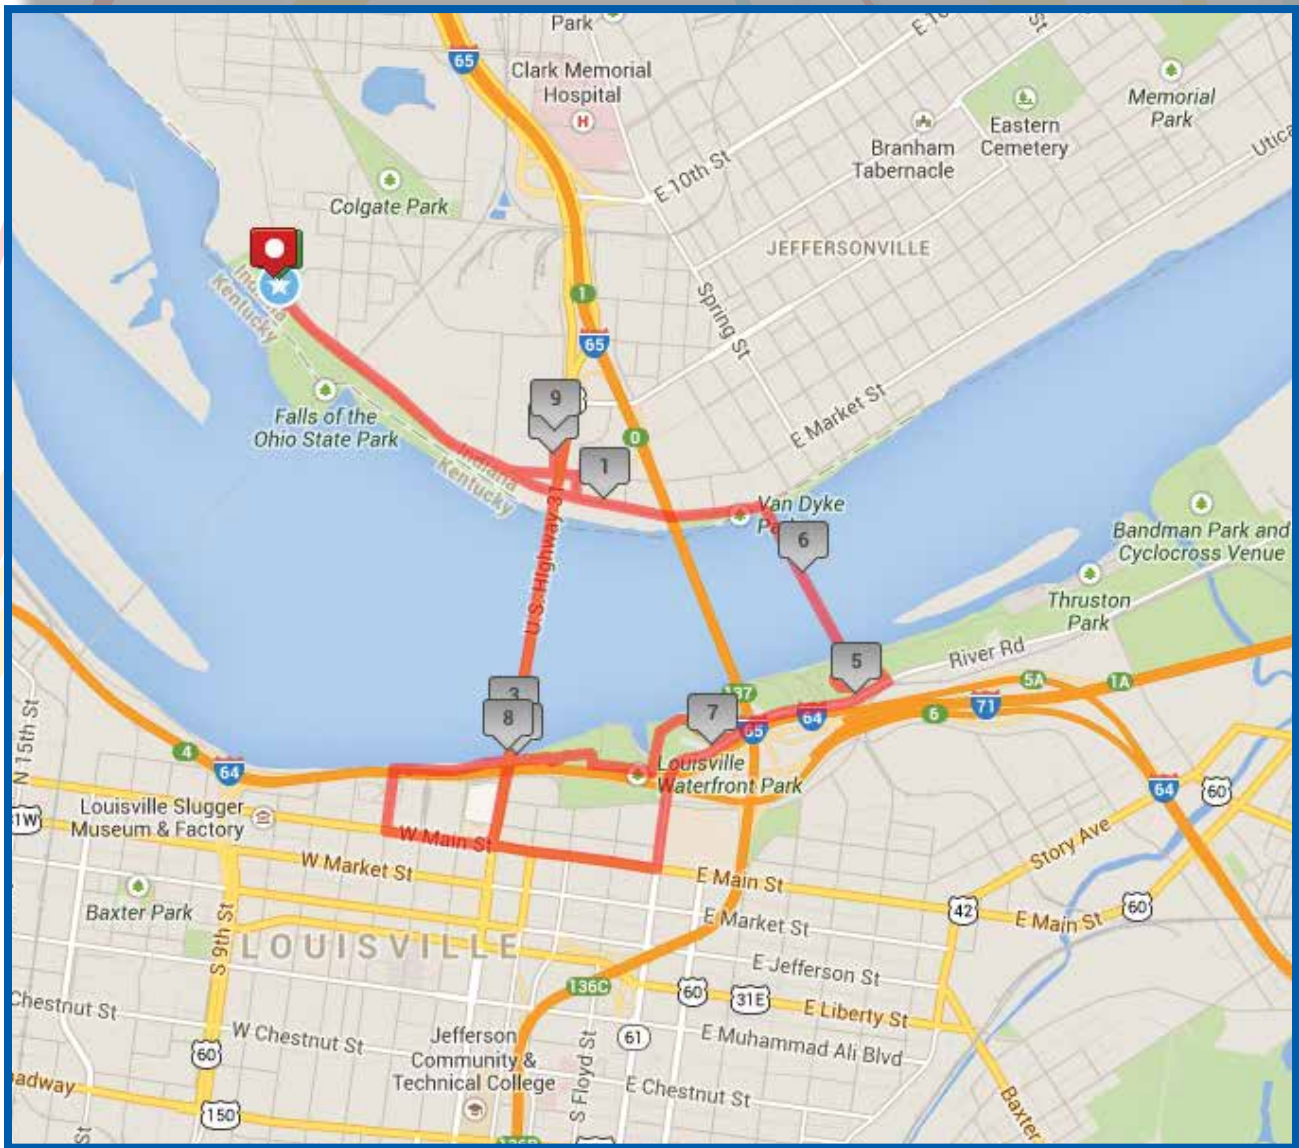 Park
E 10
St
65
Clark Memorial
Hospital
H
Memorial
Park
Eastern
Cemetery
Branham
Tabernacle
Utica
E 10th St
Colgate Park
JEFFERSONVILLE
Indiana
Kentucky
1
65
Spring St
Falls of the
Ohio State Park
9
E Market St
0
Indiana
Kentucky
1
Van Dyke
6
Bandman Park and
Cyclocross Venue
U.S. Highway 31
Thruston
Park
River Rd
5
5A
1A
3
8
7
137
65
64
6
71
N 15th St
4
64
Louisville
Waterfront Park
64
60
Louisville Slugger
Museum & Factory
1W
W Main St
Story Ave
W Market St
E Main St
Baxter Park
42
E Main St
60
E Market St
S 9th St
LOUISVILLE
E Jefferson St
136C
60
31E
E Liberty St
Chestnut St
W Chestnut St
Jefferson
Community &
Technical College
S Floyd St
61
E Muhammad Ali Blvd
60
E Chestnut St
Baxter
adway
150
St